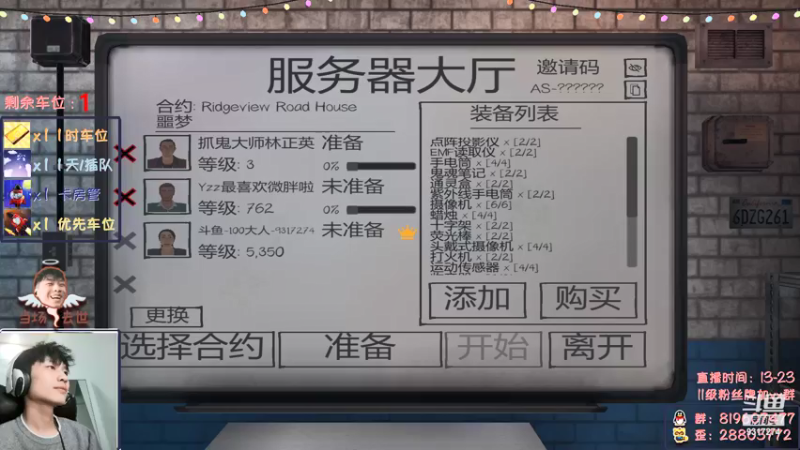 服务器大厅
邀请码
AS-??????
合约: Ridgeview Road House
噩梦
装备列表
抓鬼大师林正英 准备
等级: 3
0%
Yzz最喜欢微胖啦 未准备
等级: 762
0%
斗鱼-100大人-9317274 未准备
等级: 5,350
点阵投影仪 x [2/2]
EMF读取仪 x [2/2]
手电筒 x [4/4]
鬼魂笔记 x [2/2]
通灵盒 x [2/2]
紫外线手电筒 x [2/2]
摄像机 x [6/6]
蜡烛 x [4/4]
十字架 x [2/2]
荧光棒 x [2/2]
头戴式摄像机 x [4/4]
打火机 x [2/2]
运动传感器 x [4/4]
添加
购买
更换
选择合约
准备
开始
离开
剩余车位：1
x1 1时车位
x1 1天/插队
x1 卡房管
x1 优先车位
当场去世
6DZG261
直播时间：13-23
11级粉丝牌加qq群
歪：28803772
9317274